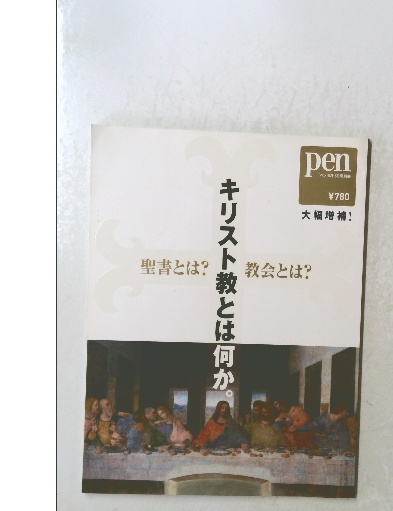 pen
¥780
大幅増補！
キリスト教とは何か。
聖書とは？
教会とは？